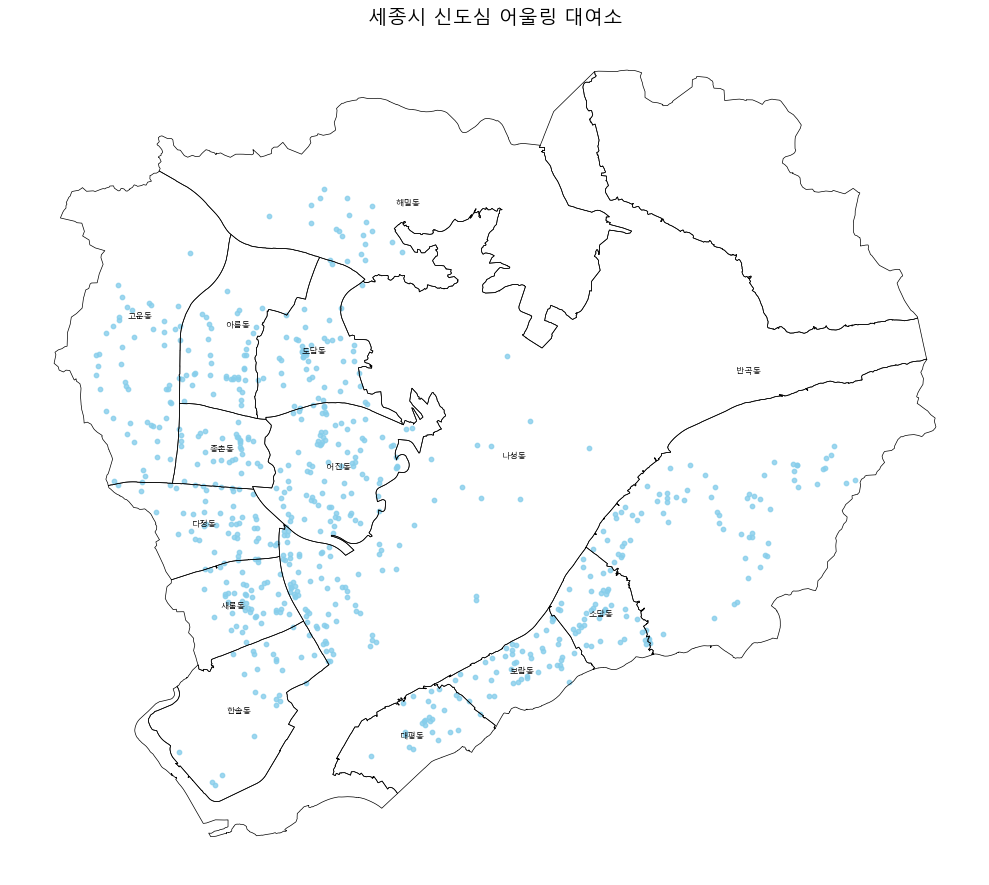 세종시 신도심 어울링 대여소
해밀동
고운동
아름동
도담동
반곡동
종촌동
나성동
어진동
다정동
새롬동
소담동
보람동
한솔동
대평동